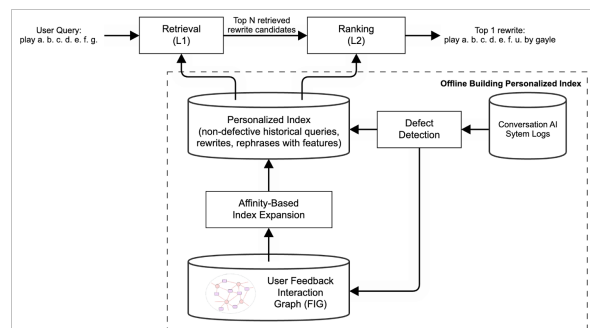 User Query:
play a. b. c. d. e. f. g.
Retrieval
(L1)
Top N retrieved
rewrite candidates
Ranking
(L2)
Top 1 rewrite:
play a. b. c. d. e. f. u. by gayle
Offline Building Personalized Index
Personalized Index
(non-defective historical queries,
rewrites, rephrases with features)
Defect
Detection
Conversation AI
Sytem Logs
Affinity-Based
Index Expansion
User Feedback
Interaction
Graph (FIG)